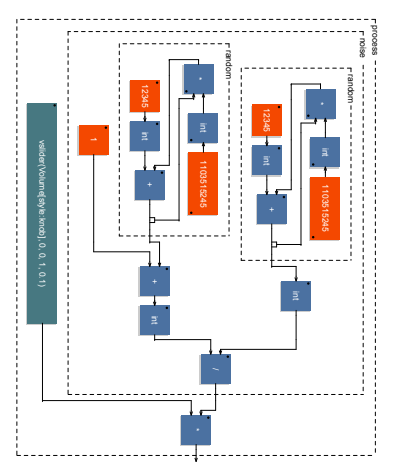 process
noise
random
*
12345
int
int
+
1103515245
random
*
12345
int
int
+
1103515245
1
vslider(Volume[style:knob], 0, 0, 1, 0.1)
+
int
int
/
*